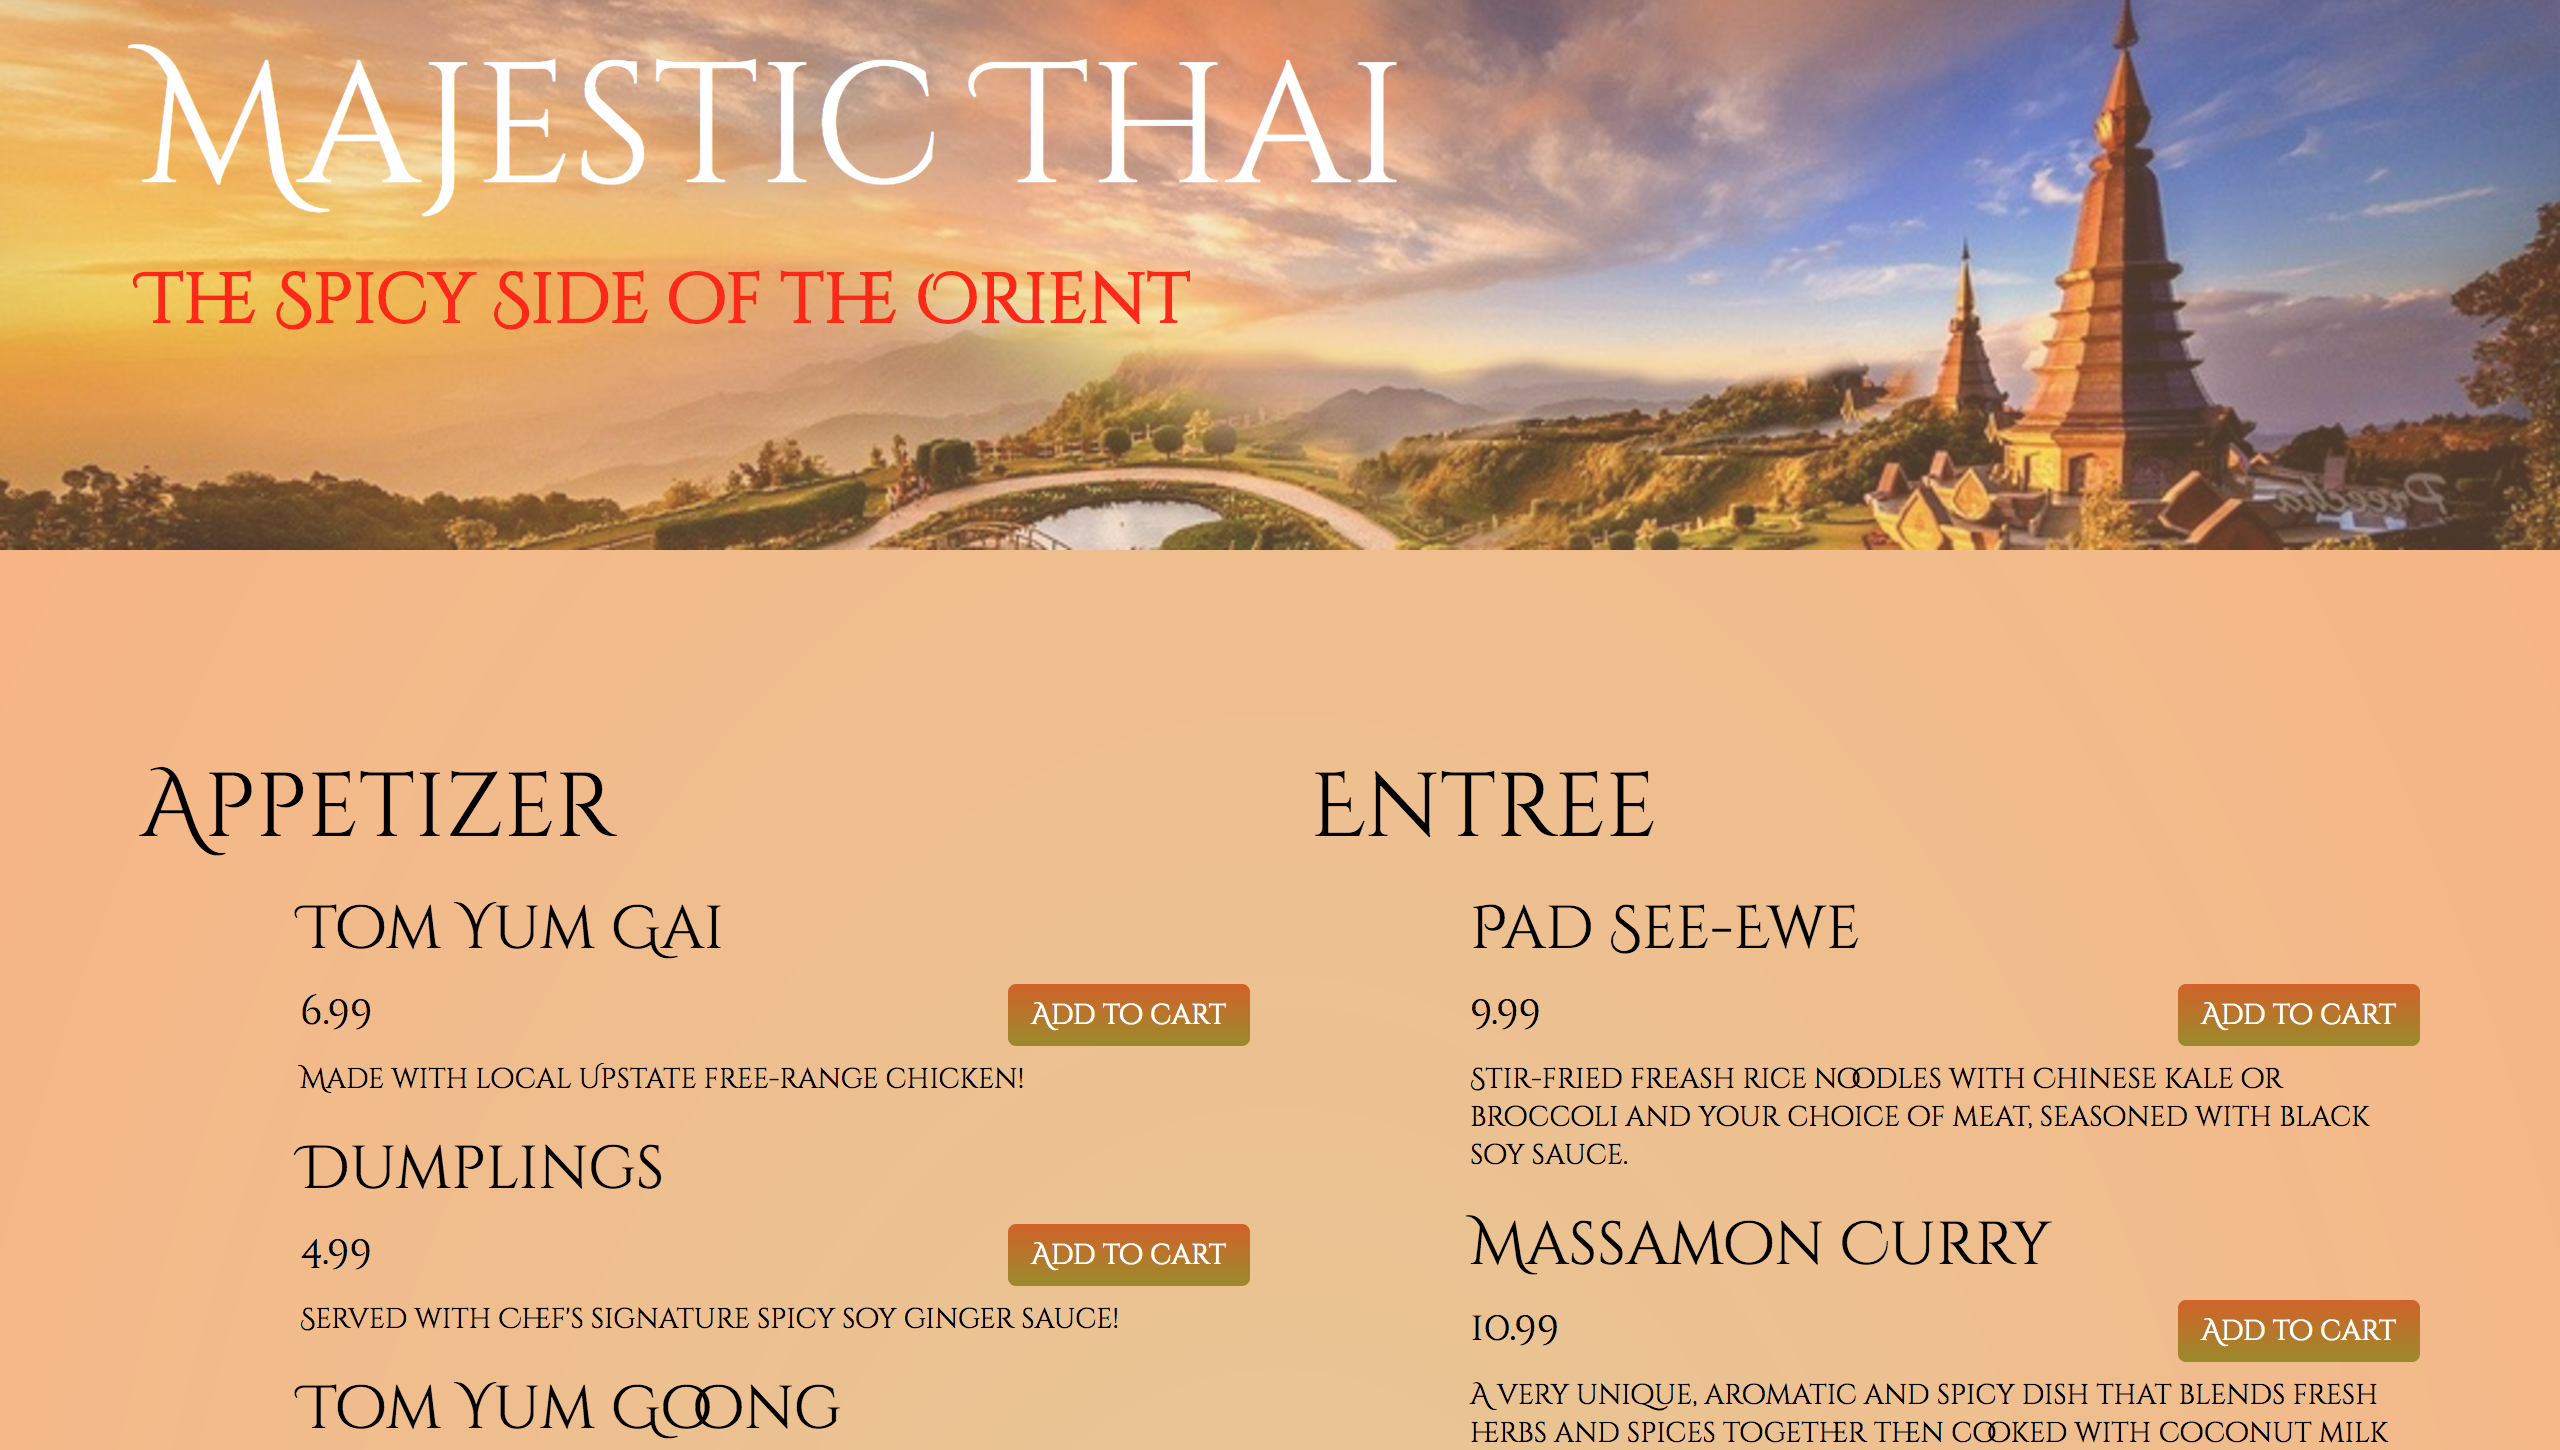 Majestic Thai
The Spicy Side of the Orient
Preecha
Appetizer
Tom Yum Gai
6.99
Add to cart
Made with local Upstate free-range chicken!
Dumplings
4.99
Add to cart
Served with Chef's signature spicy soy ginger sauce!
Tom Yum Goong
Entree
Pad See-Ewe
9.99
Add to cart
Stir-fried freash rice noodles with Chinese kale or
broccoli and your choice of meat, seasoned with black
soy sauce.
Massamon Curry
10.99
Add to cart
A very unique, aromatic and spicy dish that blends fresh
herbs and spices together then cooked with coconut milk